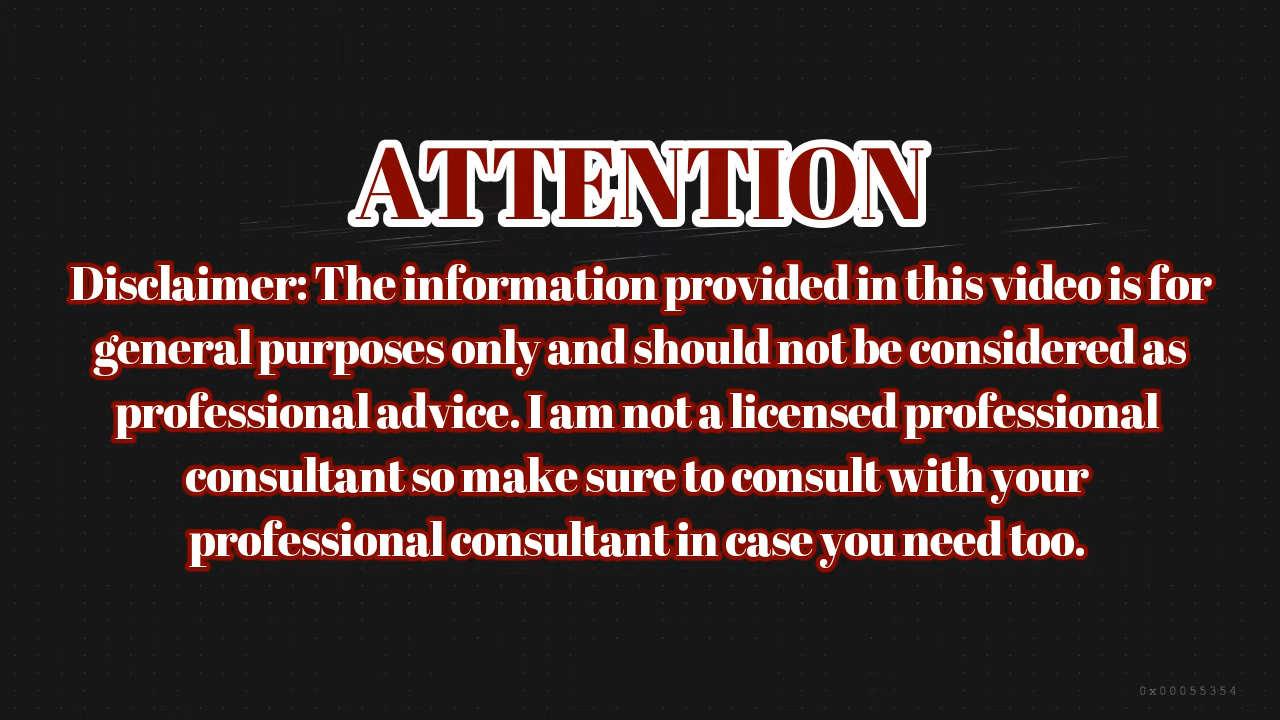 ATTENTION
Disclaimer: The information provided in this video is for
general purposes only and should not be considered as
professional advice. I am not a licensed professional
consultant so make sure to consult with your
professional consultant in case you need too.
0x00055354